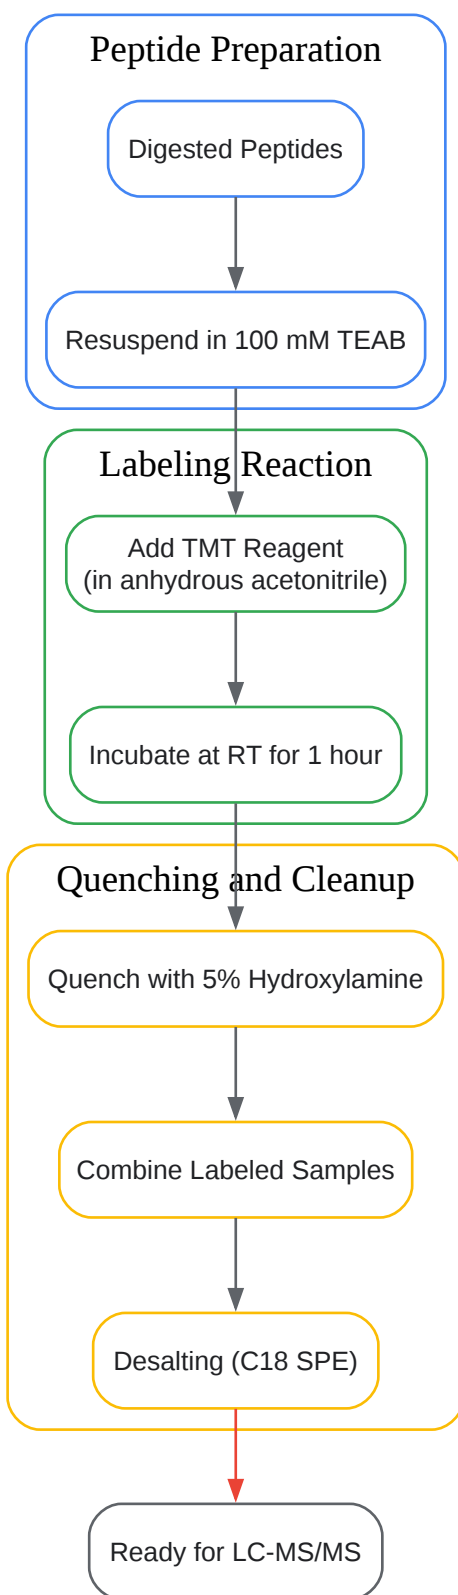 Peptide Preparation
Digested Peptides
Resuspend in 100 mM TEAB
Labeling Reaction
Add TMT Reagent
(in anhydrous acetonitrile)
Incubate at RT for 1 hour
Quenching and Cleanup
Quench with 5% Hydroxylamine
Combine Labeled Samples
Desalting (C18 SPE)
Ready for LC-MS/MS